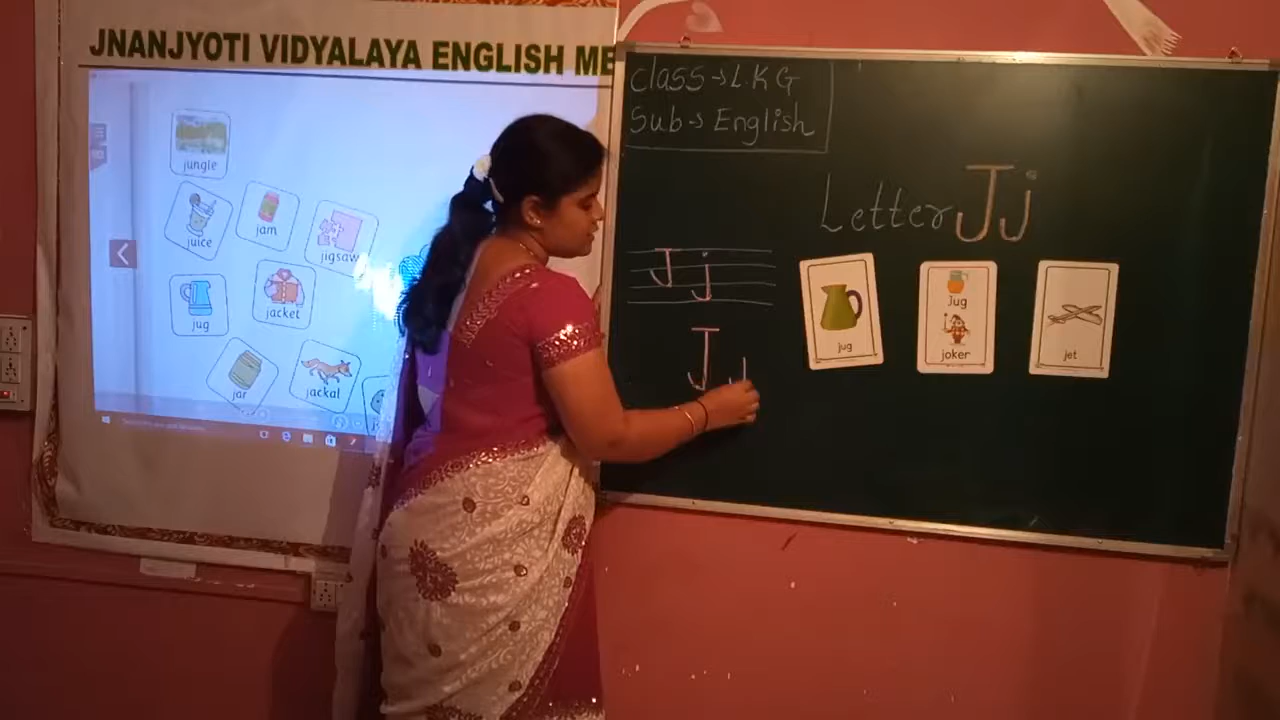 JNANJYOTI VIDYALAYA ENGLISH ME
jungle
juice
jam
jigsaw
jug
jacket
jar
jackal
class → L.K G
Sub → English
Letter Jj
J j
J
jug
Jug
joker
jet